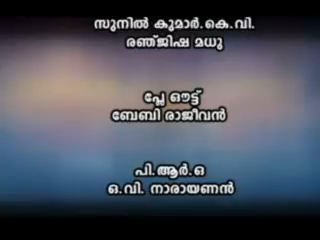 സുനിൽ കുമാർ.കെ.വി.
രഞ്ജിഷ മധു
പ്ലേ ഔട്ട്
ബേബി രാജീവൻ
പി.ആർ.ഒ
ഒ.വി. നാരായണൻ